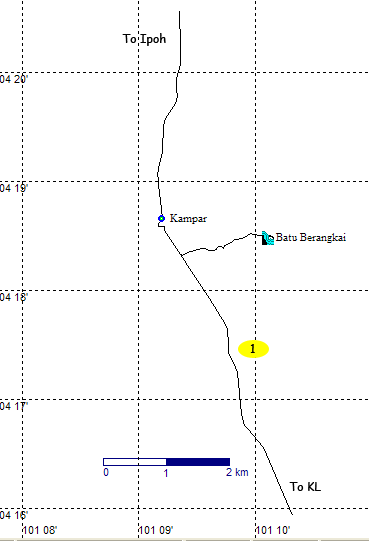 To Ipoh
04 20'
04 19'
Kampar
Batu Berangkai
04 18'
1
04 17'
0 1 2 km
To KL
04 16'
101 08' 101 09' 101 10'